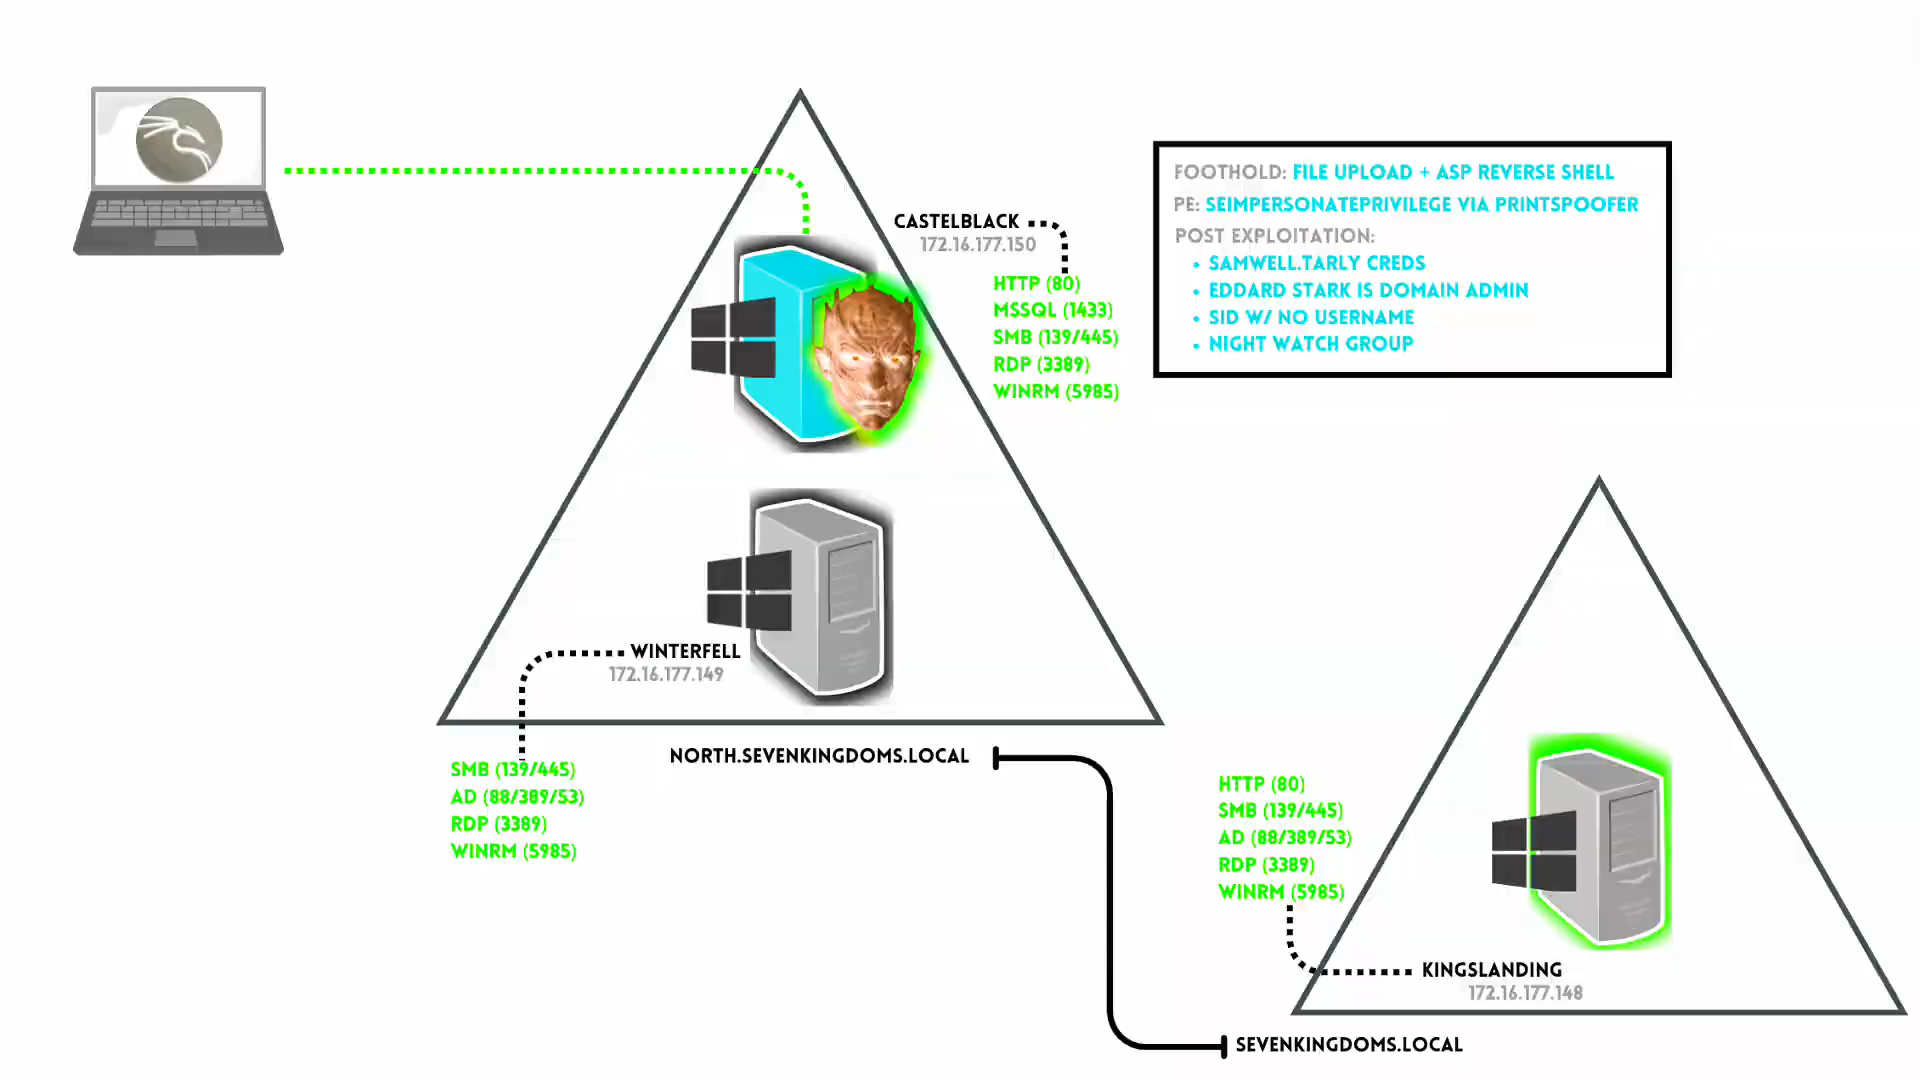 FOOTHOLD: FILE UPLOAD + ASP REVERSE SHELL
PE: SEIMPERSONATEPRIVILEGE VIA PRINTSPOOFER
POST EXPLOITATION:
• SAMWELL.TARLY CREDS
• EDDARD STARK IS DOMAIN ADMIN
• SID W/ NO USERNAME
• NIGHT WATCH GROUP
CASTELBLACK
172.16.177.150
HTTP (80)
MSSQL (1433)
SMB (139/445)
RDP (3389)
WINRM (5985)
WINTERFELL
172.16.177.149
SMB (139/445)
AD (88/389/53)
RDP (3389)
WINRM (5985)
NORTH.SEVENKINGDOMS.LOCAL
HTTP (80)
SMB (139/445)
AD (88/389/53)
RDP (3389)
WINRM (5985)
KINGSLANDING
172.16.177.148
SEVENKINGDOMS.LOCAL